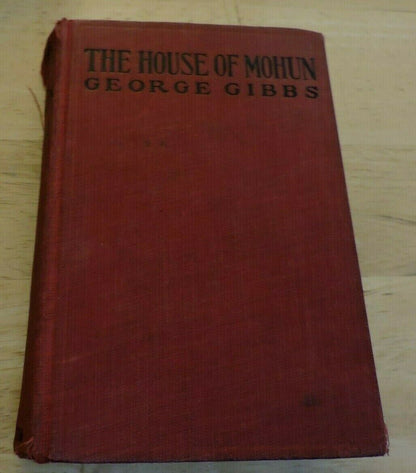 THE HOUSE OF MOHUN
GEORGE GIBBS